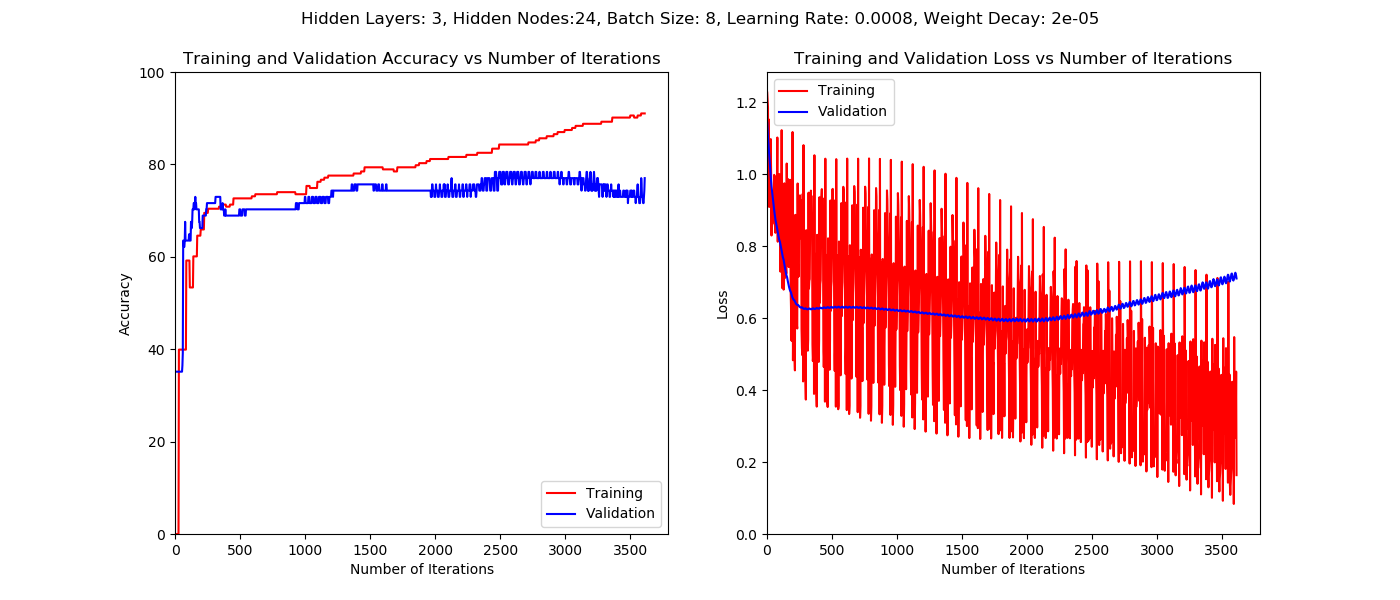 Hidden Layers: 3, Hidden Nodes:24, Batch Size: 8, Learning Rate: 0.0008, Weight Decay: 2e-05
Training and Validation Accuracy vs Number of Iterations
100
80
60
40
20
0
Accuracy
0 500 1000 1500 2000 2500 3000 3500
Number of Iterations
Training
Validation
Training and Validation Loss vs Number of Iterations
1.2
1.0
0.8
0.6
0.4
0.2
0.0
Loss
0 500 1000 1500 2000 2500 3000 3500
Number of Iterations
Training
Validation